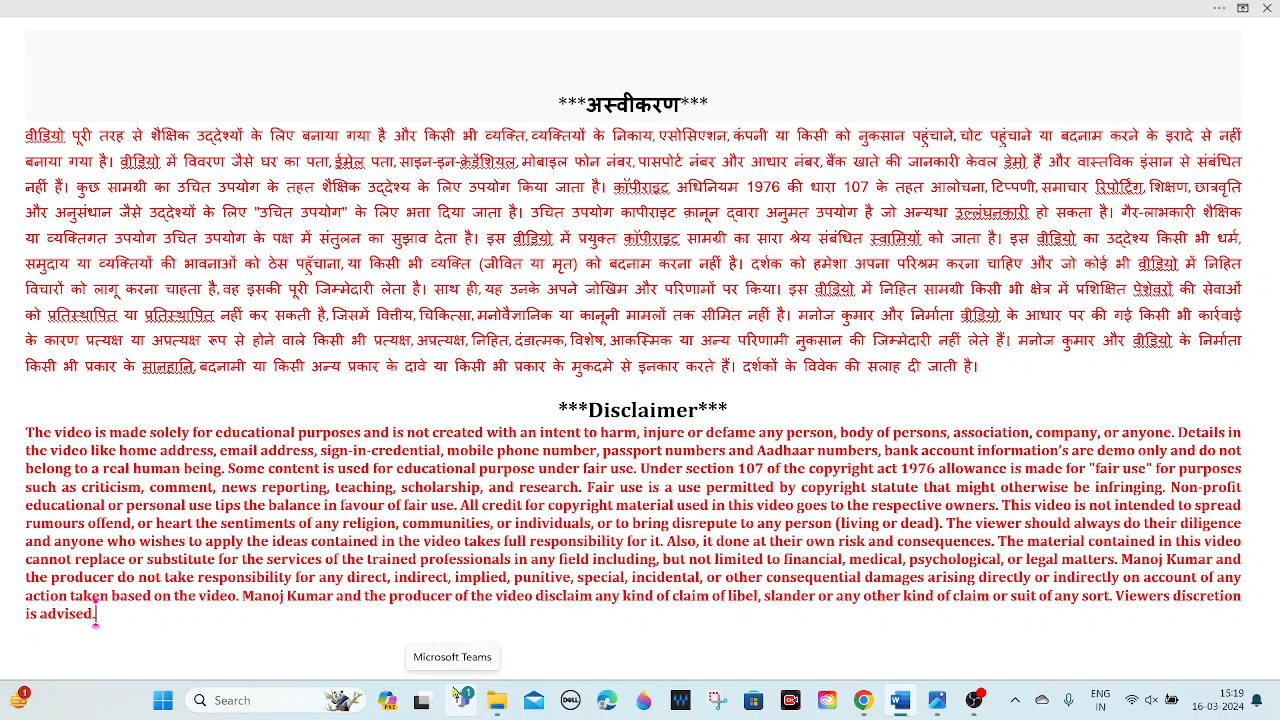 ***अस्वीकरण***
वीडियो पूरी तरह से शैक्षिक उद्देश्यों के लिए बनाया गया है और किसी भी व्यक्ति, व्यक्तियों के निकाय, एसोसिएशन, कंपनी या किसी को नुकसान पहुंचाने, चोट पहुंचाने या बदनाम करने के इरादे से नहीं
बनाया गया है। वीडियो में विवरण जैसे घर का पता, ईमेल पता, साइन-इन-क्रेडेंशियल, मोबाइल फोन नंबर, पासपोर्ट नंबर और आधार नंबर, बैंक खाते की जानकारी केवल डेमो हैं और वास्तविक इंसान से संबंधित
नहीं हैं। कुछ सामग्री का उचित उपयोग के तहत शैक्षिक उद्देश्य के लिए उपयोग किया जाता है। कॉपीराइट अधिनियम 1976 की धारा 107 के तहत आलोचना, टिप्पणी, समाचार रिपोर्टिंग, शिक्षण, छात्रवृति
और अनुसंधान जैसे उद्देश्यों के लिए "उचित उपयोग" के लिए भत्ता दिया जाता है। उचित उपयोग कापीराइट क़ानून द्वारा अनुमत उपयोग है जो अन्यथा उल्लंघनकारी हो सकता है। गैर-लाभकारी शैक्षिक
या व्यक्तिगत उपयोग उचित उपयोग के पक्ष में संतुलन का सुझाव देता है। इस वीडियो में प्रयुक्त कॉपीराइट सामग्री का सारा श्रेय संबंधित स्वामियों को जाता है। इस वीडियो का उद्देश्य किसी भी धर्म,
समुदाय या व्यक्तियों की भावनाओं को ठेस पहुँचाना, या किसी भी व्यक्ति (जीवित या मृत) को बदनाम करना नहीं है। दर्शक को हमेशा अपना परिश्रम करना चाहिए और जो कोई भी वीडियो में निहित
विचारों को लागू करना चाहता है, वह इसकी पूरी जिम्मेदारी लेता है। साथ ही, यह उनके अपने जोखिम और परिणामों पर किया। इस वीडियो में निहित सामग्री किसी भी क्षेत्र में प्रशिक्षित पेशेवरों की सेवाओं
को प्रतिस्थापित या प्रतिस्थापित नहीं कर सकती है, जिसमें वित्तीय, चिकित्सा, मनोवैज्ञानिक या कानूनी मामलों तक सीमित नहीं है। मनोज कुमार और निर्माता वीडियो के आधार पर की गई किसी भी कार्रवाई
के कारण प्रत्यक्ष या अप्रत्यक्ष रूप से होने वाले किसी भी प्रत्यक्ष, अप्रत्यक्ष, निहित, दंडात्मक, विशेष, आकस्मिक या अन्य परिणामी नुकसान की जिम्मेदारी नहीं लेते हैं। मनोज कुमार और वीडियो के निर्माता
किसी भी प्रकार के मानहानि, बदनामी या किसी अन्य प्रकार के दावे या किसी भी प्रकार के मुकदमे से इनकार करते हैं। दर्शकों के विवेक की सलाह दी जाती है।
***Disclaimer***
The video is made solely for educational purposes and is not created with an intent to harm, injure or defame any person, body of persons, association, company, or anyone. Details in
the video like home address, email address, sign-in-credential, mobile phone number, passport numbers and Aadhaar numbers, bank account information’s are demo only and do not
belong to a real human being. Some content is used for educational purpose under fair use. Under section 107 of the copyright act 1976 allowance is made for "fair use" for purposes
such as criticism, comment, news reporting, teaching, scholarship, and research. Fair use is a use permitted by copyright statute that might otherwise be infringing. Non-profit
educational or personal use tips the balance in favour of fair use. All credit for copyright material used in this video goes to the respective owners. This video is not intended to spread
rumours offend, or heart the sentiments of any religion, communities, or individuals, or to bring disrepute to any person (living or dead). The viewer should always do their diligence
and anyone who wishes to apply the ideas contained in the video takes full responsibility for it. Also, it done at their own risk and consequences. The material contained in this video
cannot replace or substitute for the services of the trained professionals in any field including, but not limited to financial, medical, psychological, or legal matters. Manoj Kumar and
the producer do not take responsibility for any direct, indirect, implied, punitive, special, incidental, or other consequential damages arising directly or indirectly on account of any
action taken based on the video. Manoj Kumar and the producer of the video disclaim any kind of claim of libel, slander or any other kind of claim or suit of any sort. Viewers discretion
is advised.
Microsoft Teams
1
Search
PRE
1
DELL
W
ENG
IN
15:19
16-03-2024